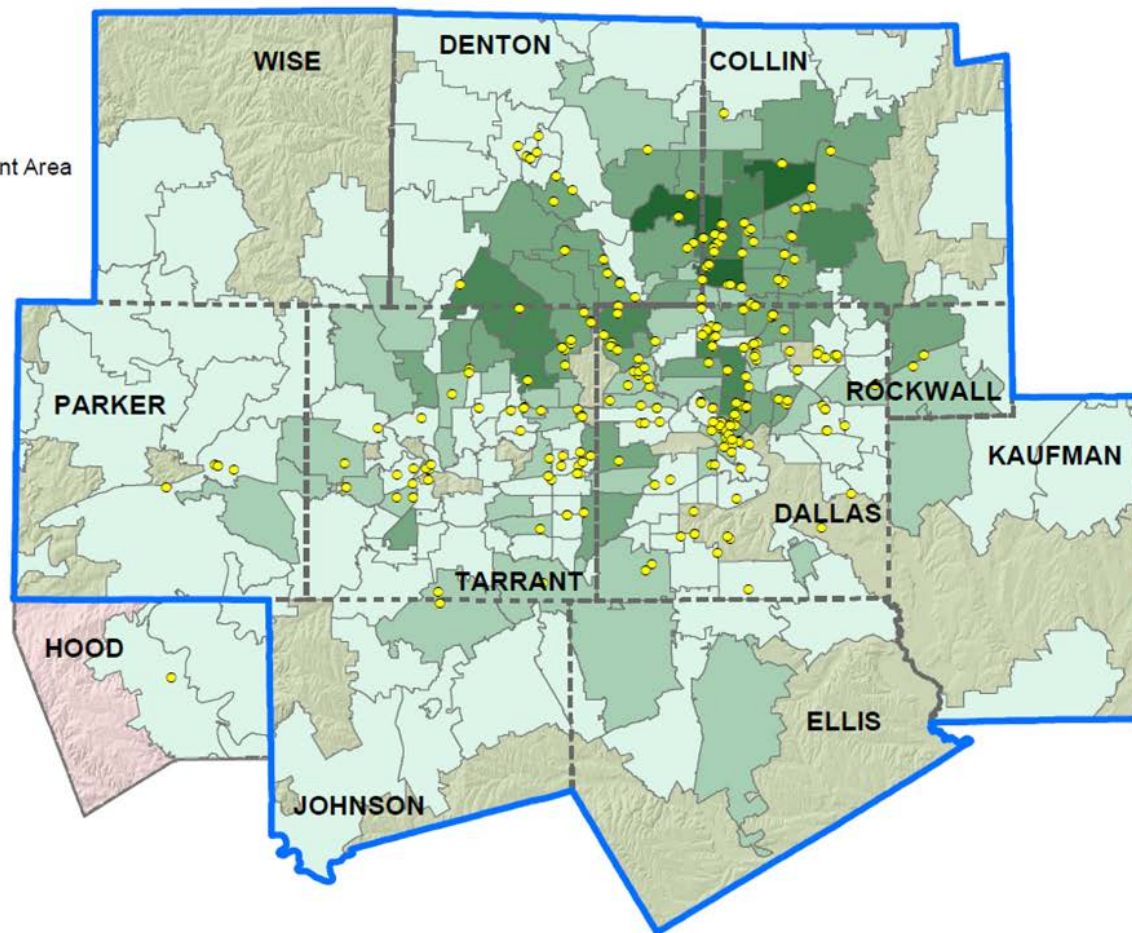 DENTON
WISE
COLLIN
nt Area
PARKER
ROCKWALL
KAUFMAN
DALLAS
TARRANT
HOOD
ELLIS
JOHNSON